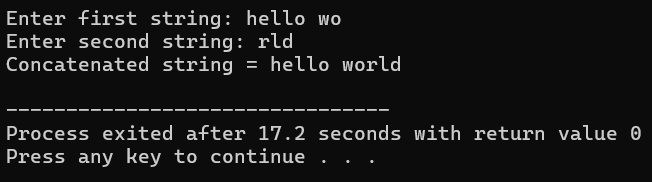 Enter first string: hello wo
Enter second string: rld
Concatenated string = hello world
--------------------------------
Process exited after 17.2 seconds with return value 0
Press any key to continue . . .